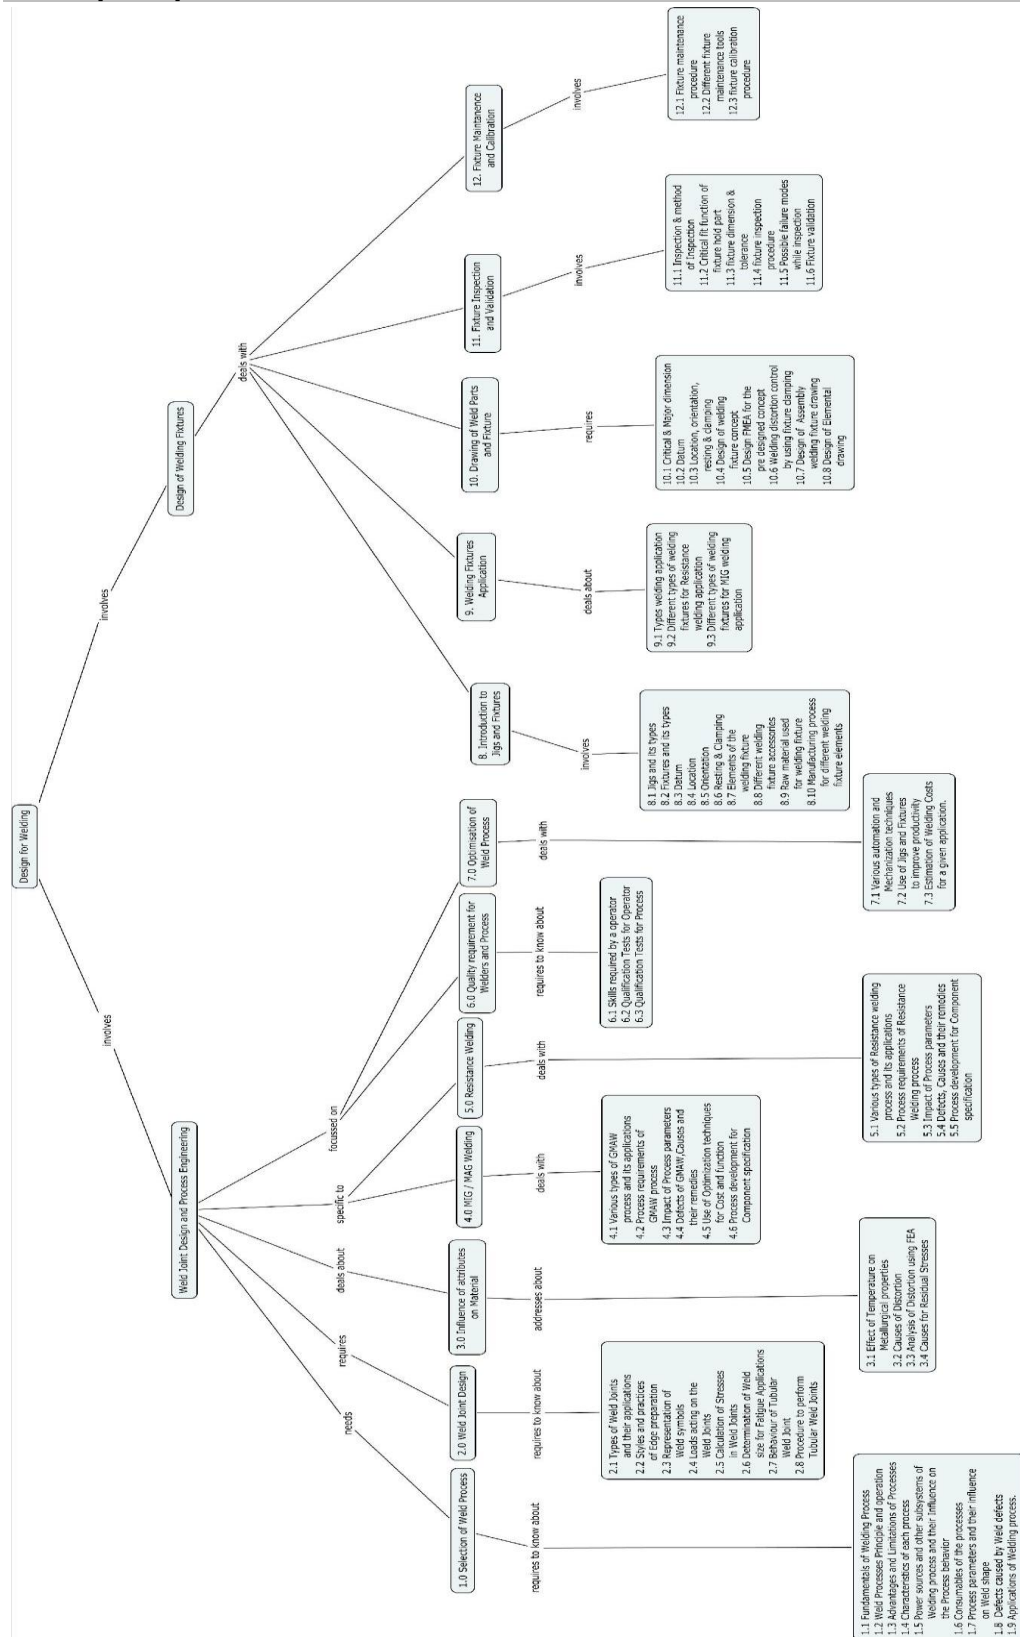 Design for Welding
involves
involves
Weld Joint Design and Process Engineering
Design of Welding Fixtures
needs
requires
deals about
specific to
focussed on
deals with
1.0 Selection of Weld Process
2.0 Weld Joint Design
3.0 Influence of attributes
on Material
4.0 MIG / MAG Welding
5.0 Resistance Welding
6.0 Quality requirement for
Welders and Process
7.0 Optimisation of
Weld Process
8. Introduction to
Jigs and Fixtures
9. Welding Fixtures
Application
10. Drawing of Weld Parts
and Fixture
11. Fixture Inspection
and Validation
12. Fixture Maintanence
and Calibration
requires to know about
requires to know about
addresses about
deals with
deals with
requires to know about
deals with
involves
deals about
requires
involves
involves
1.1 Fundamentals of Welding Process
1.2 Weld Processes Principle and operation
1.3 Advantages and Limitations of Processes
1.4 Characteristics of each process
1.5 Power sources and other subsystems of
Welding process and their Influence on
the Process behavior
1.6 Consumables of the processes
1.7 Process parameters and their influence
on Weld shape
1.8 Defects caused by Weld defects
1.9 Applications of Welding process.
2.1 Types of Weld Joints
and their applications
2.2 Styles and practices
of Edge preparation
2.3 Representation of
Weld symbols
2.4 Loads acting on the
Weld Joints
2.5 Calculation of Stresses
in Weld Joints
2.6 Determination of Weld
size for Fatigue Applications
2.7 Behaviour of Tubular
Weld Joint
2.8 Procedure to perform
Tubular Weld Joints
3.1 Effect of Temperature on
Metallurgical properties
3.2 Causes of Distortion
3.3 Analysis of Distortion using FEA
3.4 Causes for Residual Stresses
4.1 Various types of GMAW
process and its applications
4.2 Process requirements of
GMAW process
4.3 Impact of Process parameters
4.4 Defects of GMAW,Causes and
their remedies
4.5 Use of Optimization techniques
for Cost and function
4.6 Process development for
Component specification
5.1 Various types of Resistance welding
process and its applications
5.2 Process requirements of Resistance
Welding process
5.3 Impact of Process parameters
5.4 Defects, Causes and their remedies
5.5 Process development for Component
specification
6.1 Skills required by a operator
6.2 Qualification Tests for Operator
6.3 Qualification Tests for Process
7.1 Various automation and
Mechanization techniques
7.2 Use of Jigs and Fixtures
to improve productivity
7.3 Estimation of Welding Costs
for a given application.
8.1 Jigs and its types
8.2 Fixtures and its types
8.3 Datum
8.4 Location
8.5 Orientation
8.6 Resting & Clamping
8.7 Elements of the
welding fixture
8.8 Different welding
fixture accessories
8.9 Raw material used
for welding fixture
8.10 Manufacturing process
for different welding
fixture elements
9.1 Types welding application
9.2 Different types of welding
fixtures for Resistance
welding application
9.3 Different types of welding
fixtures for MIG welding
application
10.1 Critical & Major dimension
10.2 Datum
10.3 Location, orientation,
resting & clamping
10.4 Design of welding
fixture concept
10.5 Design FMEA for the
pre designed concept
10.6 Welding distortion control
by using fixture clamping
10.7 Design of Assembly
welding fixture drawing
10.8 Design of Elemental
drawing
11.1 Inspection & method
of Inspection
11.2 Critical fit function of
fixture hold part
11.3 fixture dimension &
tolerance
11.4 fixture inspection
procedure
11.5 Possible failure modes
while inspection
11.6 Fixture validation
12.1 Fixture maintenance
procedure
12.2 Different fixture
maintenance tools
12.3 fixture calibration
procedure